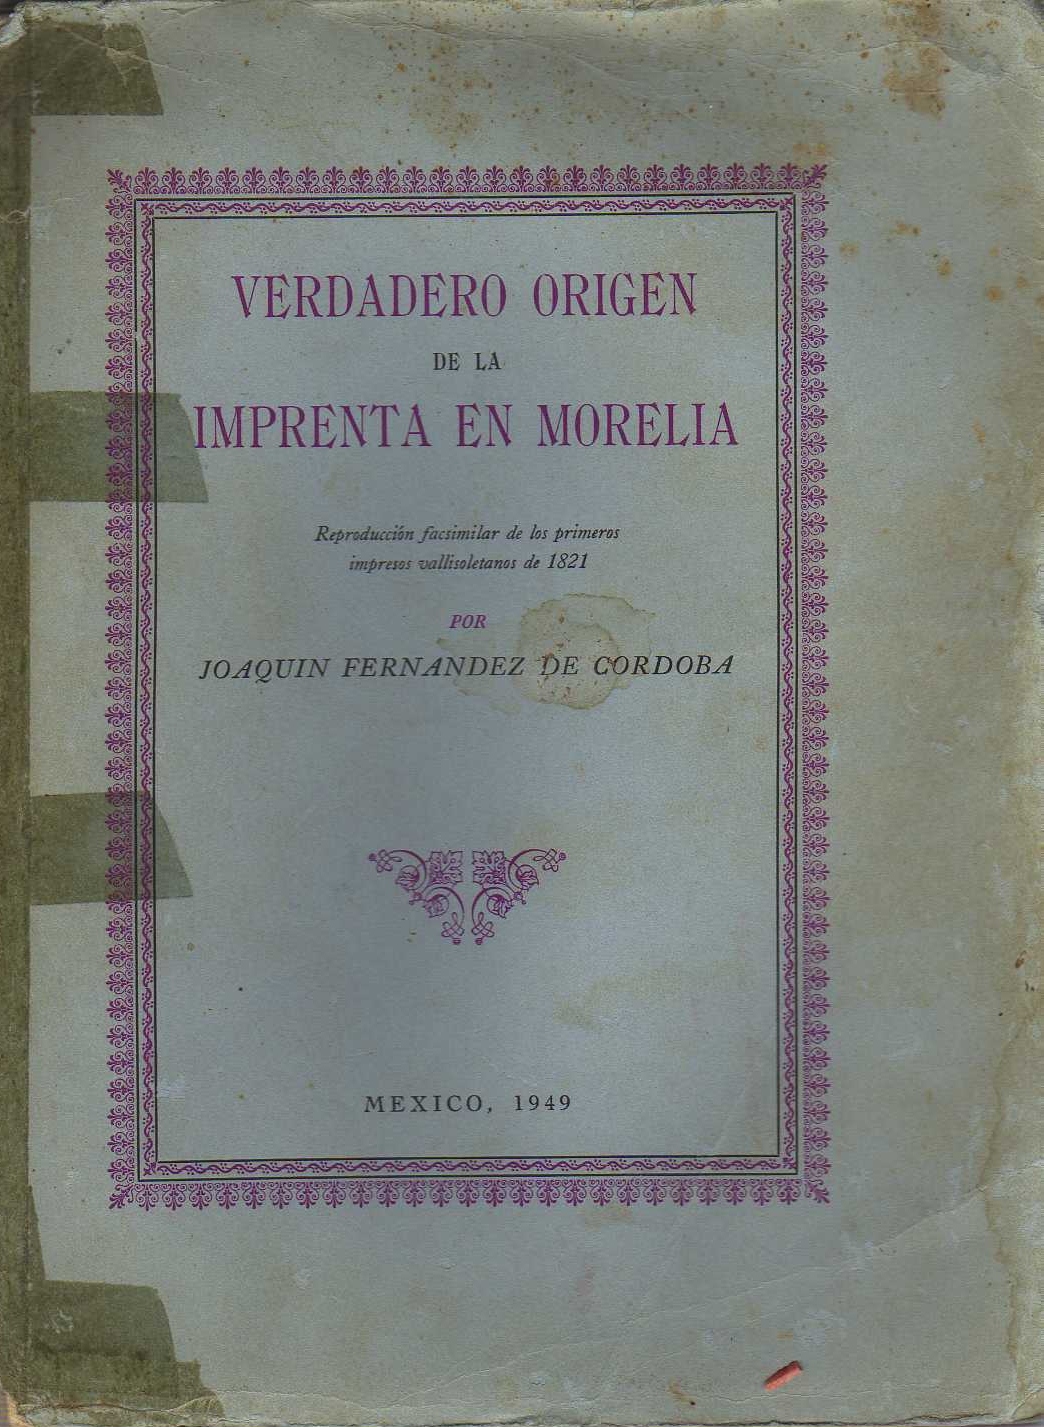 VERDADERO ORIGEN
DE LA
IMPRENTA EN MORELIA
Reproducción facsimilar de los primeros
impresos vallisoletanos de 1821
POR
JOAQUIN FERNANDEZ DE CORDOBA
MEXICO, 1949